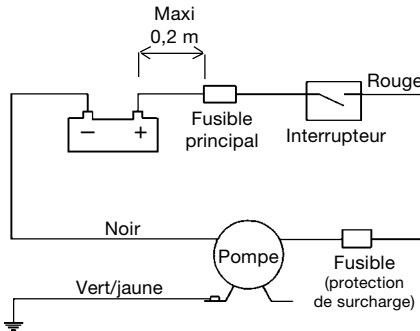 Maxi
0,2 m
Rouge
− +
Fusible
principal
Interrupteur
Noir
Pompe
Fusible
(protection
de surcharge)
Vert/jaune